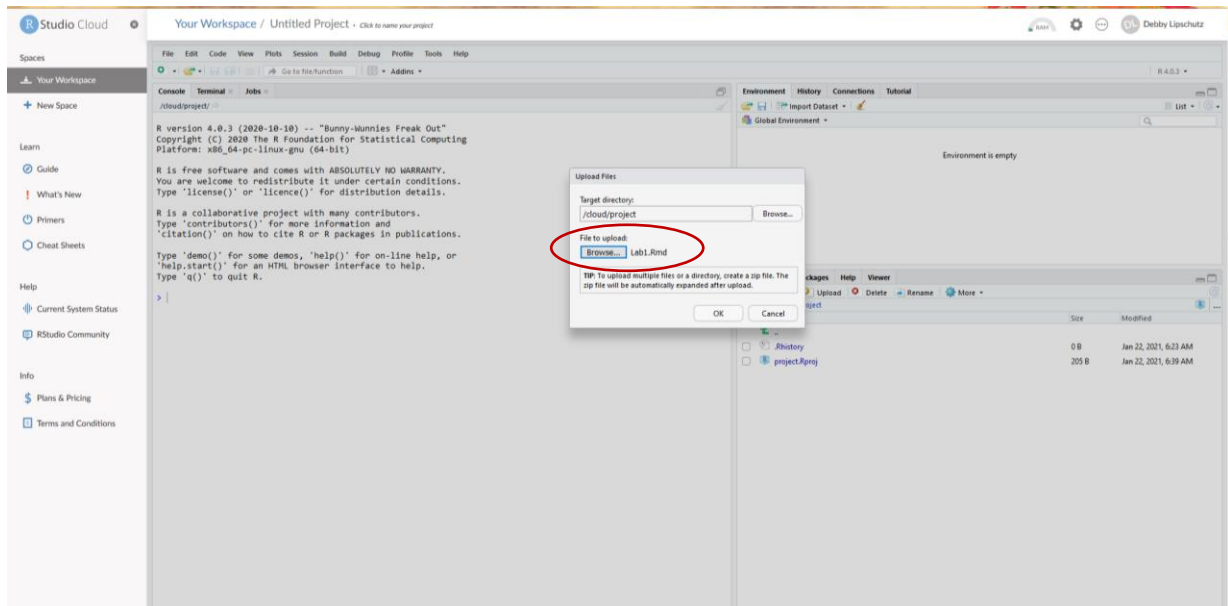 R Studio Cloud
Your Workspace / Untitled Project • Click to name your project
RAM
DL
Debby Lipschutz
Spaces
Your Workspace
+ New Space
Learn
Guide
! What's New
Primers
Cheat Sheets
Help
Current System Status
RStudio Community
Info
$ Plans & Pricing
Terms and Conditions
File Edit Code View Plots Session Build Debug Profile Tools Help
Go to file/function
Addins
R 4.0.3
Console Terminal Jobs
/cloud/project/
R version 4.0.3 (2020-10-10) -- "Bunny-Wunnies Freak Out"
Copyright (C) 2020 The R Foundation for Statistical Computing
Platform: x86_64-pc-linux-gnu (64-bit)
R is free software and comes with ABSOLUTELY NO WARRANTY.
You are welcome to redistribute it under certain conditions.
Type 'license()' or 'licence()' for distribution details.
R is a collaborative project with many contributors.
Type 'contributors()' for more information and
'citation()' on how to cite R or R packages in publications.
Type 'demo()' for some demos, 'help()' for on-line help, or
'help.start()' for an HTML browser interface to help.
Type 'q()' to quit R.
>
Upload Files
Target directory:
/cloud/project Browse...
File to upload:
Browse... Lab1.Rmd
TIP: To upload multiple files or a directory, create a zip file. The
zip file will be automatically expanded after upload.
OK Cancel
Environment History Connections Tutorial
Import Dataset
List
Global Environment
Environment is empty
ckages Help Viewer
Upload Delete Rename More
oject
Size Modified
..
.Rhistory 0 B Jan 22, 2021, 6:23 AM
project.Rproj 205 B Jan 22, 2021, 6:39 AM